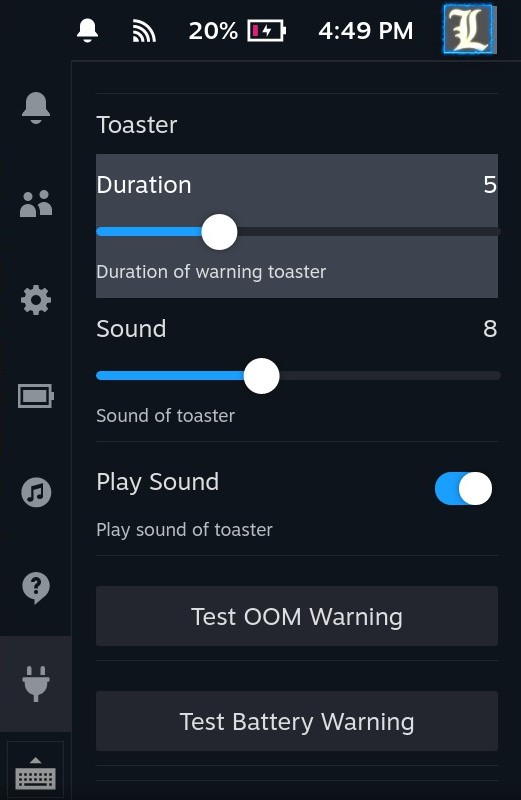 20% 4:49 PM L
Toaster
Duration 5
Duration of warning toaster
Sound 8
Sound of toaster
Play Sound
Play sound of toaster
Test OOM Warning
Test Battery Warning